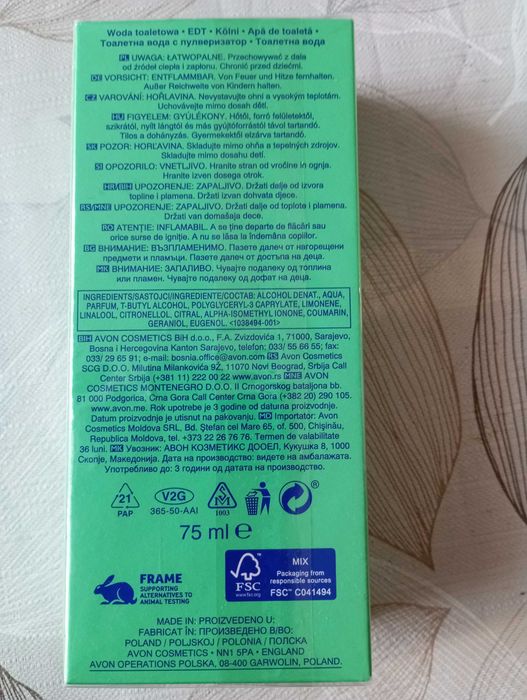 Woda toaletowa • EDT • Kölni • Apă de toaletă •
Тоалетна вода с пулверизатор • Тоалетна вода
PL UWAGA: ŁATWOPALNE. Przechowywać z dala
od źródeł ciepła i zapłonu. Chronić przed dziećmi.
DE VORSICHT: ENTFLAMMBAR. Von Feuer und Hitze fernhalten.
Außer Reichweite von Kindern halten.
CZ VAROVÁNÍ: HOŘLAVINA. Nevystavujte ohni a vysokým teplotám.
Uchovávejte mimo dosah dětí.
HU FIGYELEM: GYÚLÉKONY. Hőtől, forró felületektől,
szikrától, nyílt lángtól és más gyújtóforrástól távol tartandó.
Tilos a dohányzás. Gyermekektől elzárva tartandó.
SK POZOR: HORĽAVINA. Skladujte mimo ohňa a tepelných zdrojov.
Skladujte mimo dosahu detí.
SI OPOZORILO: VNETLJIVO. Hranite stran od vročine in ognja.
Hranite izven dosega otrok.
HR/BIH UPOZORENJE: ZAPALJIVO. Držati dalje od izvora
topline i plamena. Držati izvan dohvata djece.
RS/MNE UPOZORENJE: ZAPALJIVO. Držati dalje od toplote i plamena.
Držati van domašaja dece.
RO ATENȚIE: INFLAMABIL. A se ține departe de flăcări sau
orice surse de igniție. A nu se lăsa la îndemâna copiilor.
BG ВНИМАНИЕ: ВЪЗПЛАМЕНИМО. Пазете далеч от нагорещени
предмети и пламъци. Пазете далеч от достъпа на деца.
MK ВНИМАНИЕ: ЗАПАЛИВО. Чувајте подалеку од топлина
или пламен. Чувајте подалеку од дофат на деца.
INGREDIENTS/SASTOJCI/INGREDIENTE/СЪСТАВ: ALCOHOL DENAT., AQUA,
PARFUM, T-BUTYL ALCOHOL, POLYGLYCERYL-3 CAPRYLATE, LIMONENE,
LINALOOL, CITRONELLOL, CITRAL, ALPHA-ISOMETHYL IONONE, COUMARIN,
GERANIOL, EUGENOL. <1038494-001>
BIH AVON COSMETICS BiH d.o.o., F.A. Zvizdovića 1, 71000, Sarajevo,
Bosna i Hercegovina Kanton Sarajevo, telefon: 033/ 55 66 55; fax:
033/ 29 65 91; e-mail: bosnia.office@avon.com RS Avon Cosmetics
SCG D.O.O. Milutina Milankovića 9Ž, 11070 Novi Beograd, Srbija Call
Center Srbija (+381 11) 222 00 22 www.avon.rs MNE AVON
COSMETICS MONTENEGRO D.O.O. II Crnogorskog bataljona bb.
81 000 Podgorica, Crna Gora Call Center Crna Gora (+382 20) 290 105.
www.avon.me. Rok upotrebe je 3 godine od datuma proizvodnje.
Datum proizvodnje je utisnut na pakovanju. MD Importator: Avon
Cosmetics Moldova SRL, Bd. Ștefan cel Mare 65, of. 500, Chișinău,
Republica Moldova, tel. +373 22 26 76 76. Termen de valabilitate
36 luni. MK Увозник: АВОН КОЗМЕТИКС ДООЕЛ, Кукушка 8, 1000
Скопје, Македонија. Дата на производство: видете на амбалажата.
Употребливо до: 3 години од датата на производство.
21
PAP
V2G
365-50-AAI
1003
75 ml e
FRAME
SUPPORTING
ALTERNATIVES TO
ANIMAL TESTING
FSC
www.fsc.org
MIX
Packaging from
responsible sources
FSC™ C041494
MADE IN: PROIZVEDENO U:
FABRICAT ÎN: ПРОИЗВЕДЕНО В/ВО:
POLAND / POLJSKOJ / POLONIA / ПОЛСКА
AVON COSMETICS • NN1 5PA • ENGLAND
AVON OPERATIONS POLSKA, 08-400 GARWOLIN, POLAND.